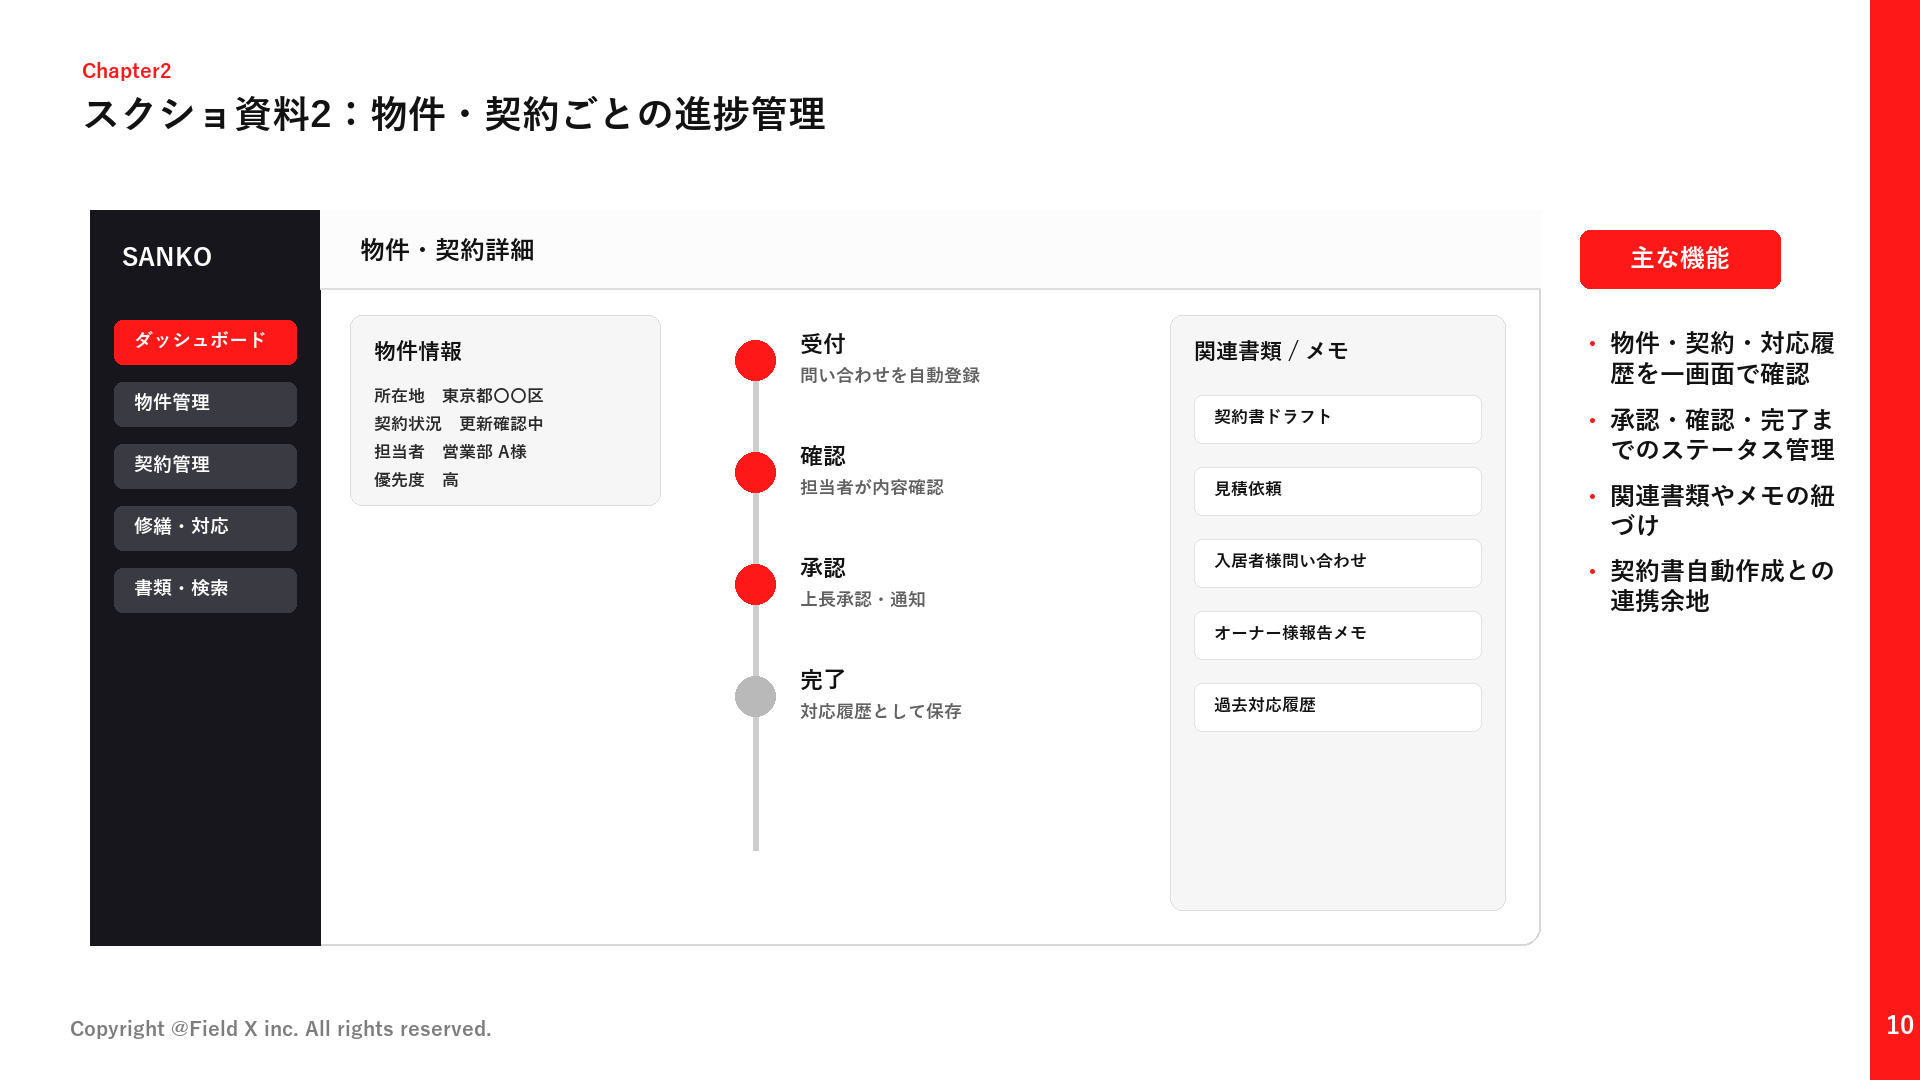 Chapter2
スクショ資料2：物件・契約ごとの進捗管理
SANKO
ダッシュボード
物件管理
契約管理
修繕・対応
書類・検索
物件・契約詳細
物件情報
所在地　東京都〇〇区
契約状況　更新確認中
担当者　営業部 A様
優先度　高
受付
問い合わせを自動登録
確認
担当者が内容確認
承認
上長承認・通知
完了
対応履歴として保存
関連書類 / メモ
契約書ドラフト
見積依頼
入居者様問い合わせ
オーナー様報告メモ
過去対応履歴
主な機能
・物件・契約・対応履
歴を一画面で確認
・承認・確認・完了ま
でのステータス管理
・関連書類やメモの紐
づけ
・契約書自動作成との
連携余地
Copyright @Field X inc. All rights reserved.
10